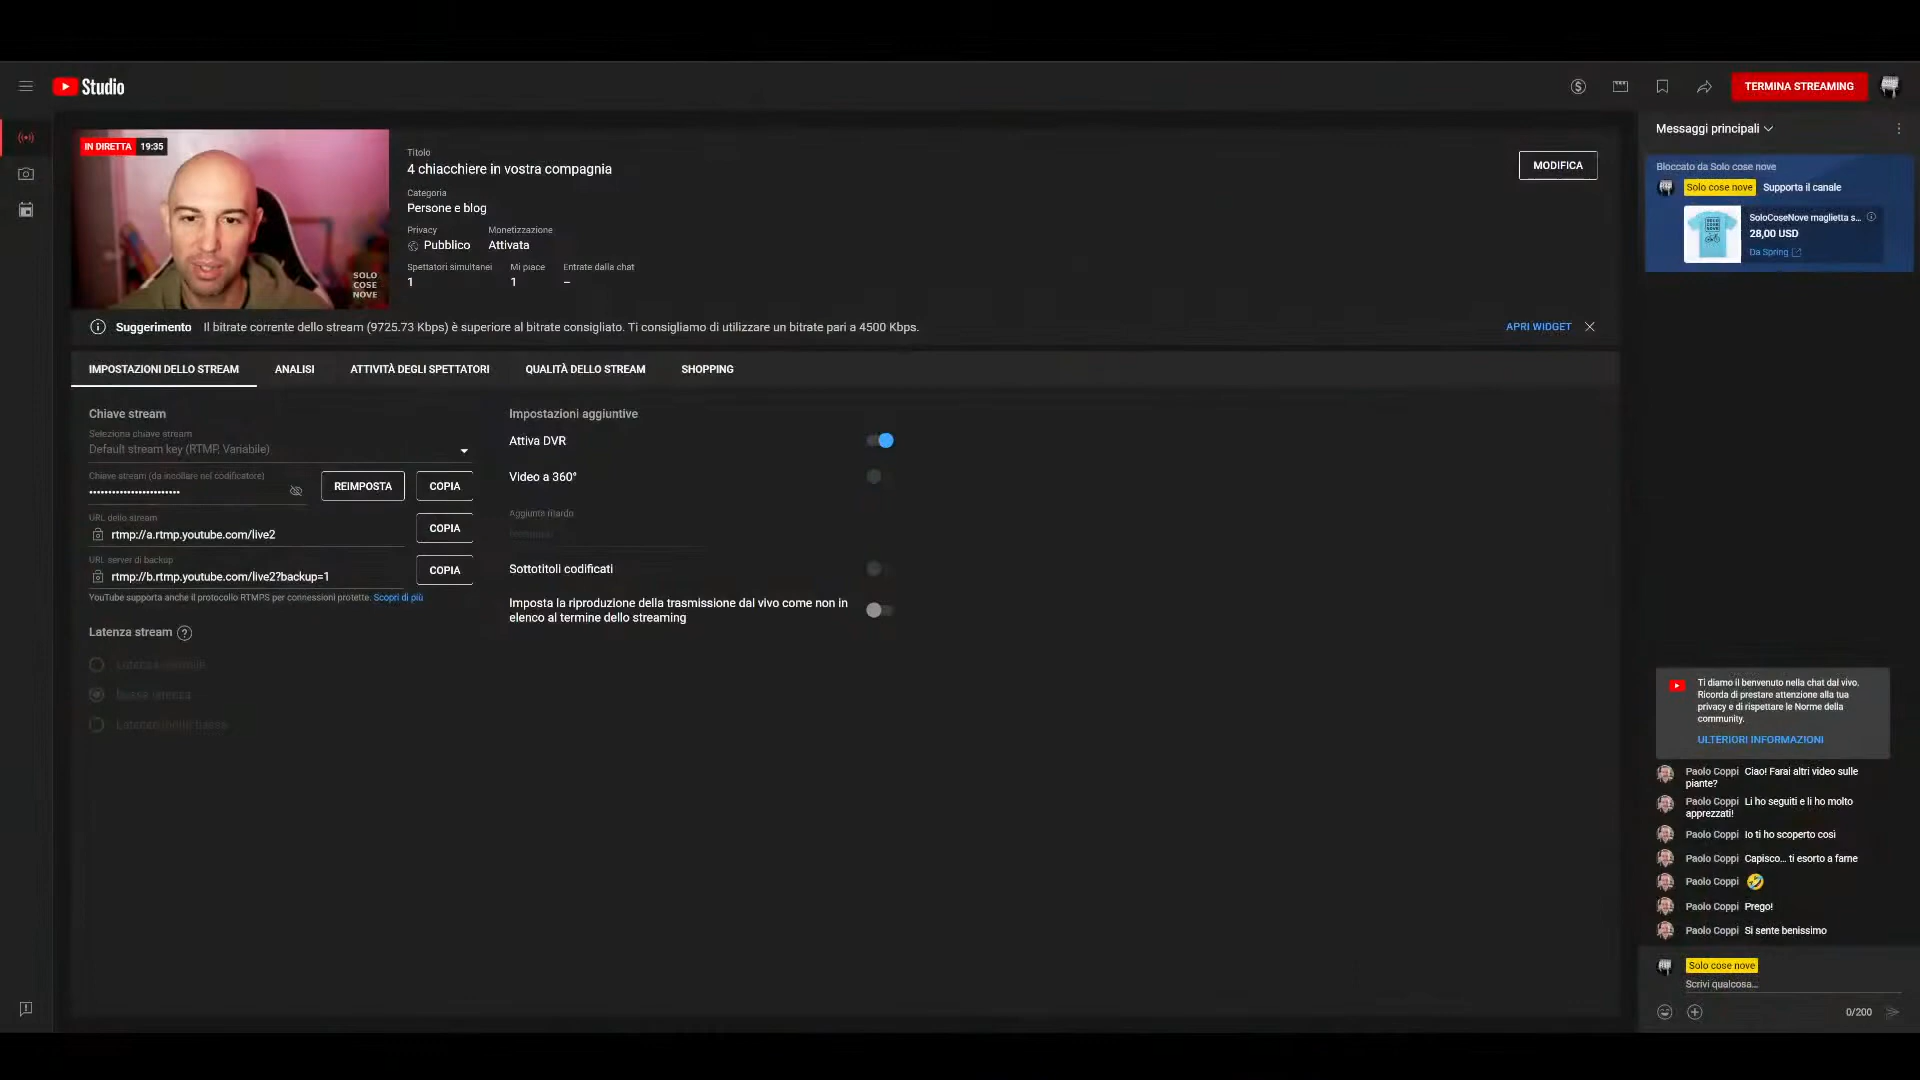 Studio
TERMINA STREAMING
IN DIRETTA 19:35
SOLO
COSE
NOVE
Titolo
4 chiacchiere in vostra compagnia
Categoria
Persone e blog
Privacy Monetizzazione
Pubblico Attivata
Spettatori simultanei Mi piace Entrate dalla chat
1 1 –
MODIFICA
Suggerimento Il bitrate corrente dello stream (9725.73 Kbps) è superiore al bitrate consigliato. Ti consigliamo di utilizzare un bitrate pari a 4500 Kbps.
APRI WIDGET
IMPOSTAZIONI DELLO STREAM ANALISI ATTIVITÀ DEGLI SPETTATORI QUALITÀ DELLO STREAM SHOPPING
Chiave stream
Seleziona chiave stream
Default stream key (RTMP, Variabile)
Chiave stream (da incollare nel codificatore)
••••••••••••••••••••••••
REIMPOSTA COPIA
URL dello stream
rtmp://a.rtmp.youtube.com/live2
COPIA
URL server di backup
rtmp://b.rtmp.youtube.com/live2?backup=1
COPIA
YouTube supporta anche il protocollo RTMPS per connessioni protette. Scopri di più
Latenza stream
Latenza normale
Bassa latenza
Latenza molto bassa
Impostazioni aggiuntive
Attiva DVR
Video a 360°
Aggiunta ritardo
Sottotitoli codificati
Imposta la riproduzione della trasmissione dal vivo come non in
elenco al termine dello streaming
Messaggi principali
Bloccato da Solo cose nove
Solo cose nove Supporta il canale
SoloCoseNove maglietta s...
28,00 USD
Da Spring
Ti diamo il benvenuto nella chat dal vivo.
Ricorda di prestare attenzione alla tua
privacy e di rispettare le Norme della
community.
ULTERIORI INFORMAZIONI
Paolo Coppi Ciao! Farai altri video sulle
piante?
Paolo Coppi Li ho seguiti e li ho molto
apprezzati!
Paolo Coppi Io ti ho scoperto così
Paolo Coppi Capisco... ti esorto a farne
Paolo Coppi 🤣
Paolo Coppi Prego!
Paolo Coppi Si sente benissimo
Solo cose nove
Scrivi qualcosa...
0/200